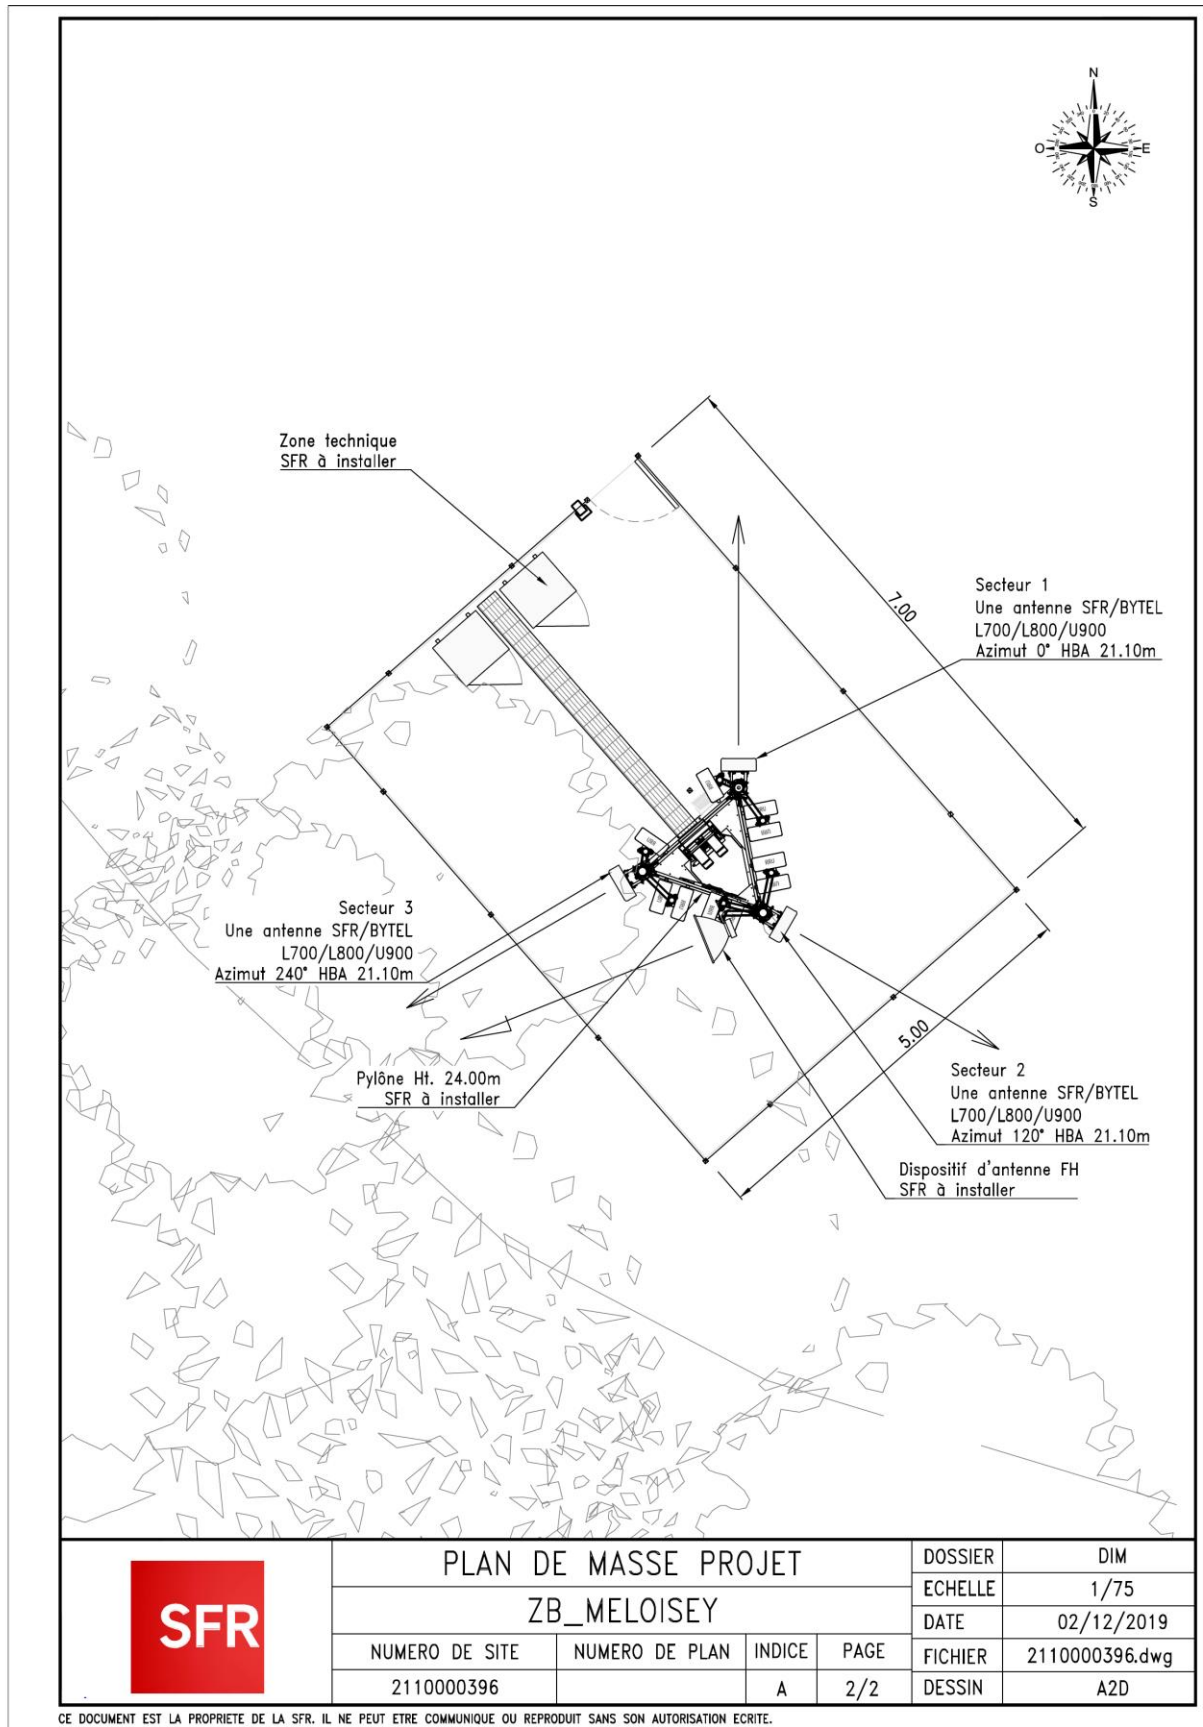 N
O
E
S
Zone technique
SFR à installer
7.00
Secteur 1
Une antenne SFR/BYTEL
L700/L800/U900
Azimut 0° HBA 21.10m
Secteur 3
Une antenne SFR/BYTEL
L700/L800/U900
Azimut 240° HBA 21.10m
5.00
Pylône Ht. 24.00m
SFR à installer
Secteur 2
Une antenne SFR/BYTEL
L700/L800/U900
Azimut 120° HBA 21.10m
Dispositif d'antenne FH
SFR à installer
SFR
PLAN DE MASSE PROJET
ZB_MELOISEY
NUMERO DE SITE
NUMERO DE PLAN
INDICE
PAGE
2110000396
A
2/2
DOSSIER
DIM
ECHELLE
1/75
DATE
02/12/2019
FICHIER
2110000396.dwg
DESSIN
A2D
CE DOCUMENT EST LA PROPRIETE DE LA SFR. IL NE PEUT ETRE COMMUNIQUE OU REPRODUIT SANS SON AUTORISATION ECRITE.